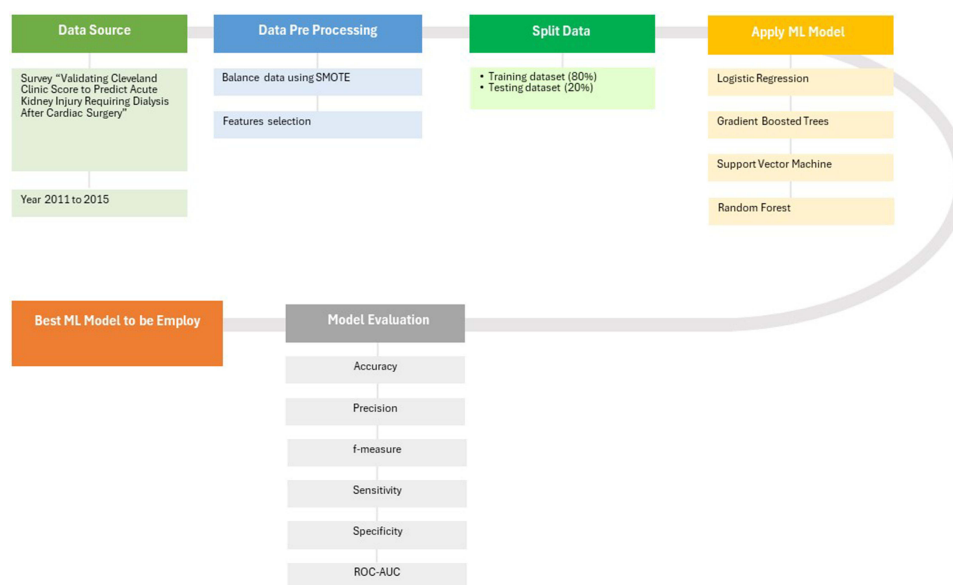 Data Source
Survey “Validating Cleveland
Clinic Score to Predict Acute
Kidney Injury Requiring Dialysis
After Cardiac Surgery”
Year 2011 to 2015
Data Pre Processing
Balance data using SMOTE
Features selection
Split Data
• Training dataset (80%)
• Testing dataset (20%)
Apply ML Model
Logistic Regression
Gradient Boosted Trees
Support Vector Machine
Random Forest
Best ML Model to be Employ
Model Evaluation
Accuracy
Precision
f-measure
Sensitivity
Specificity
ROC-AUC